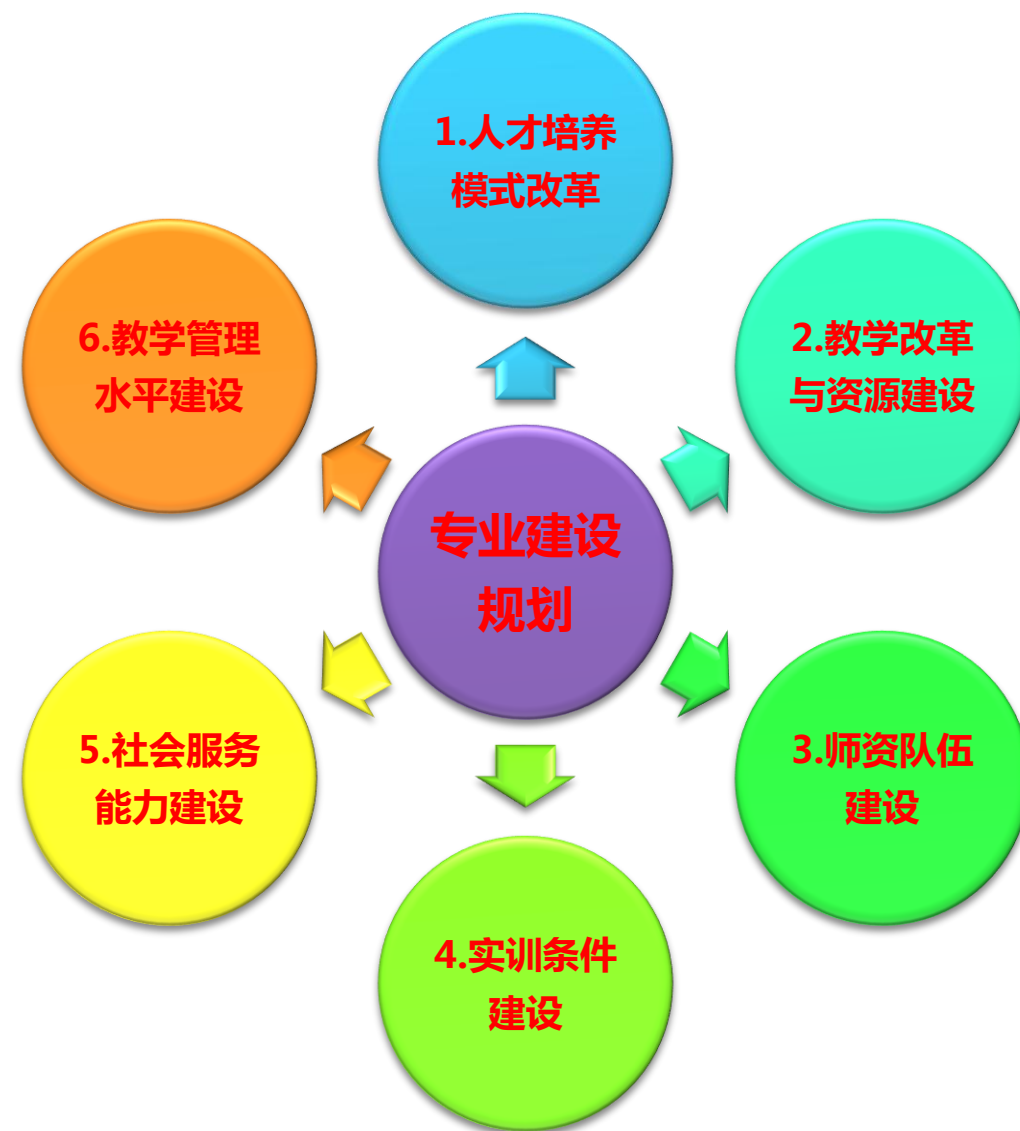 1.人才培养
模式改革
2.教学改革
与资源建设
3.师资队伍
建设
4.实训条件
建设
5.社会服务
能力建设
6.教学管理
水平建设
专业建设
规划